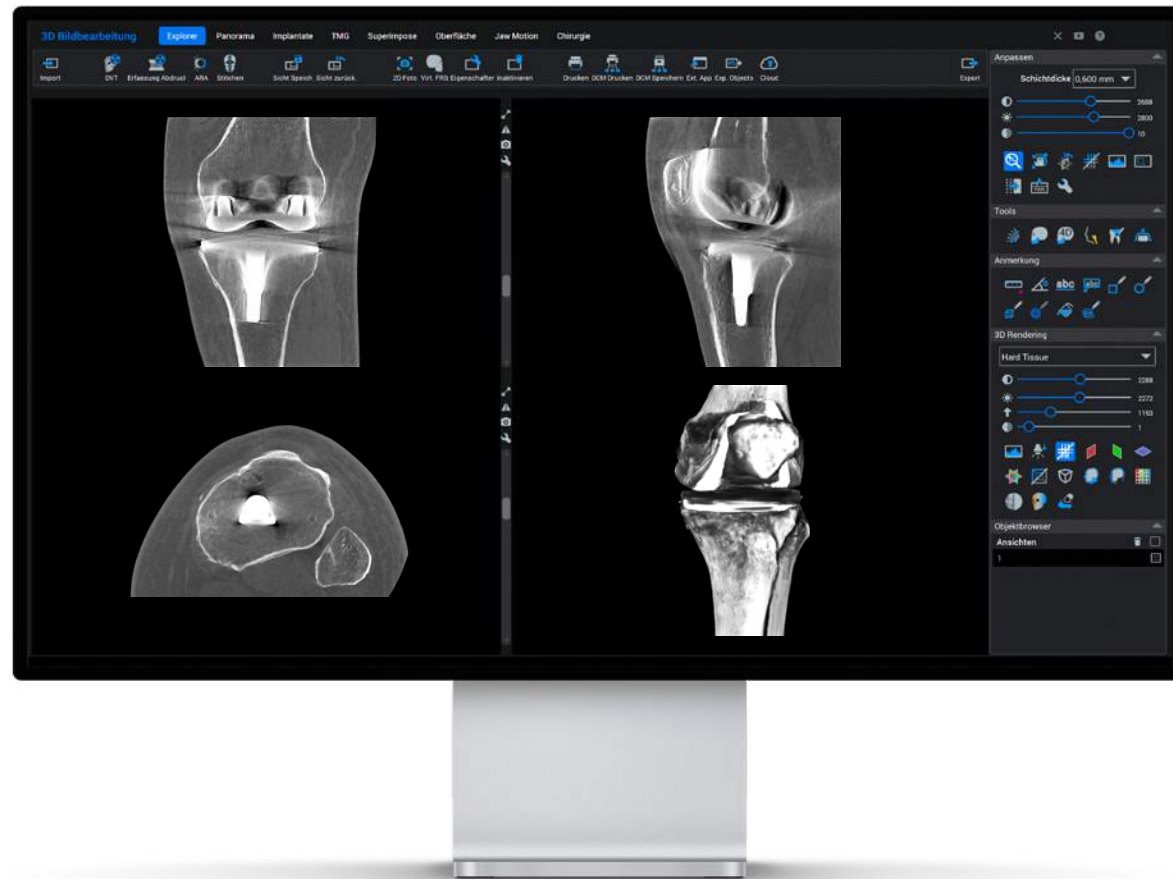 3D Bildbearbeitung Explorer Panorama Implantate TMG Superimpose Oberfläche Jaw Motion Chirurgie
Import DVT Erfassung Abdruck ARA Stitchen Sicht Speich. Sicht zurück. 2D Foto Virt. FRS Eigenschaften Inaktivieren Drucken DCM Drucken DCM Speichern Ext. App Exp. Objects Cloud Export
Anpassen
Schichtdicke 0,600 mm
2688
2800
10
Tools
4D
Anmerkung
abc
3D Rendering
Hard Tissue
2288
2372
1163
1
Objektbrowser
Ansichten
1